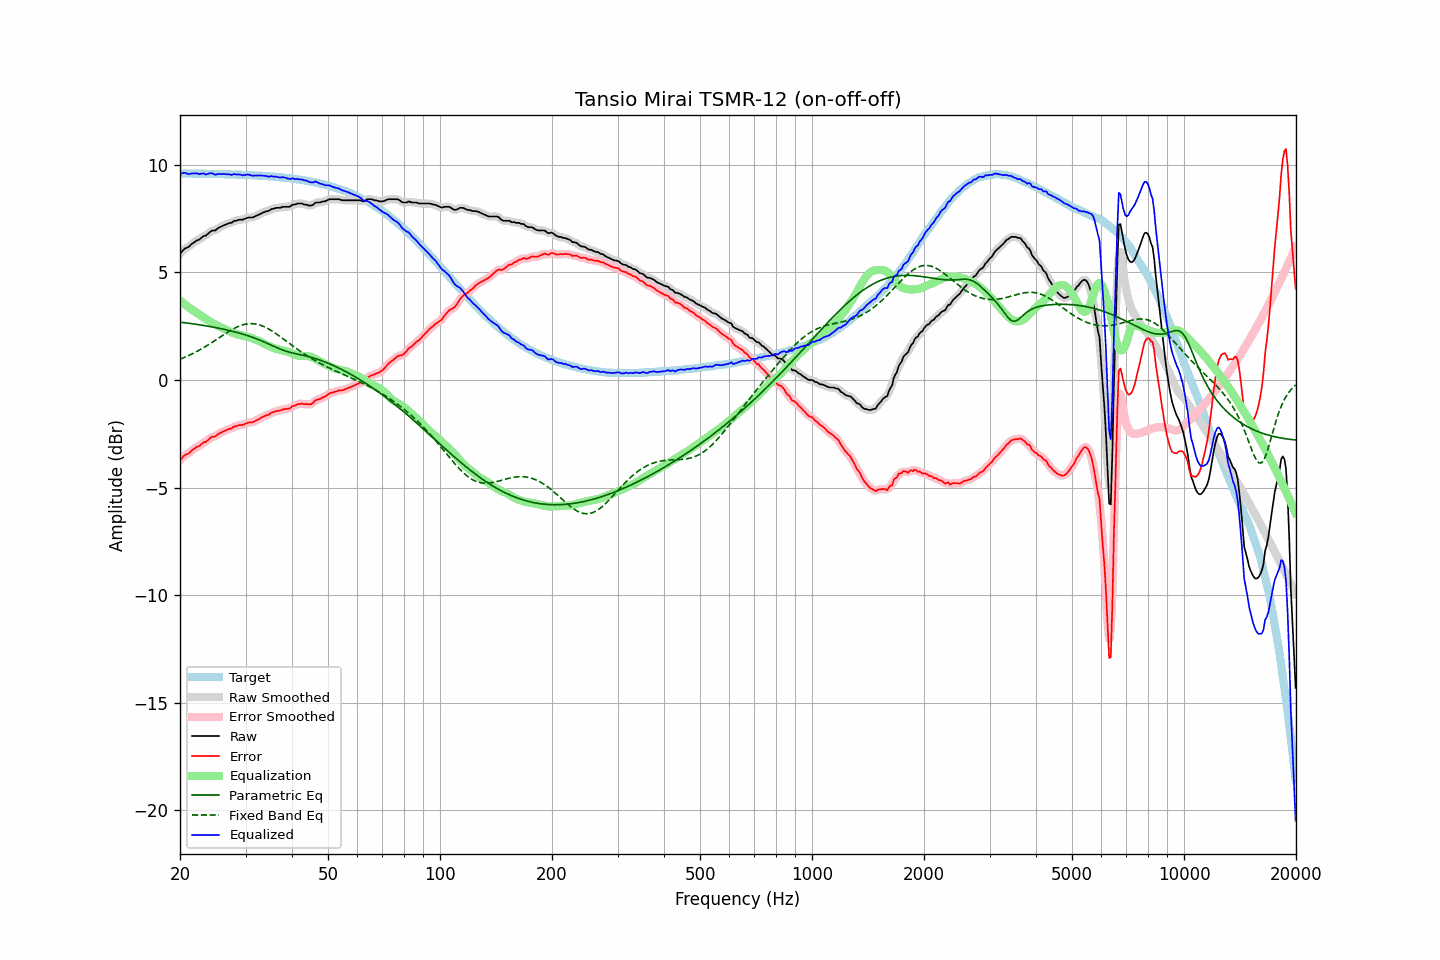 Tansio Mirai TSMR-12 (on-off-off)
Amplitude (dBr)
10
5
0
−5
−10
−15
−20
Target
Raw Smoothed
Error Smoothed
Raw
Error
Equalization
Parametric Eq
Fixed Band Eq
Equalized
20 50 100 200 500 1000 2000 5000 10000 20000
Frequency (Hz)